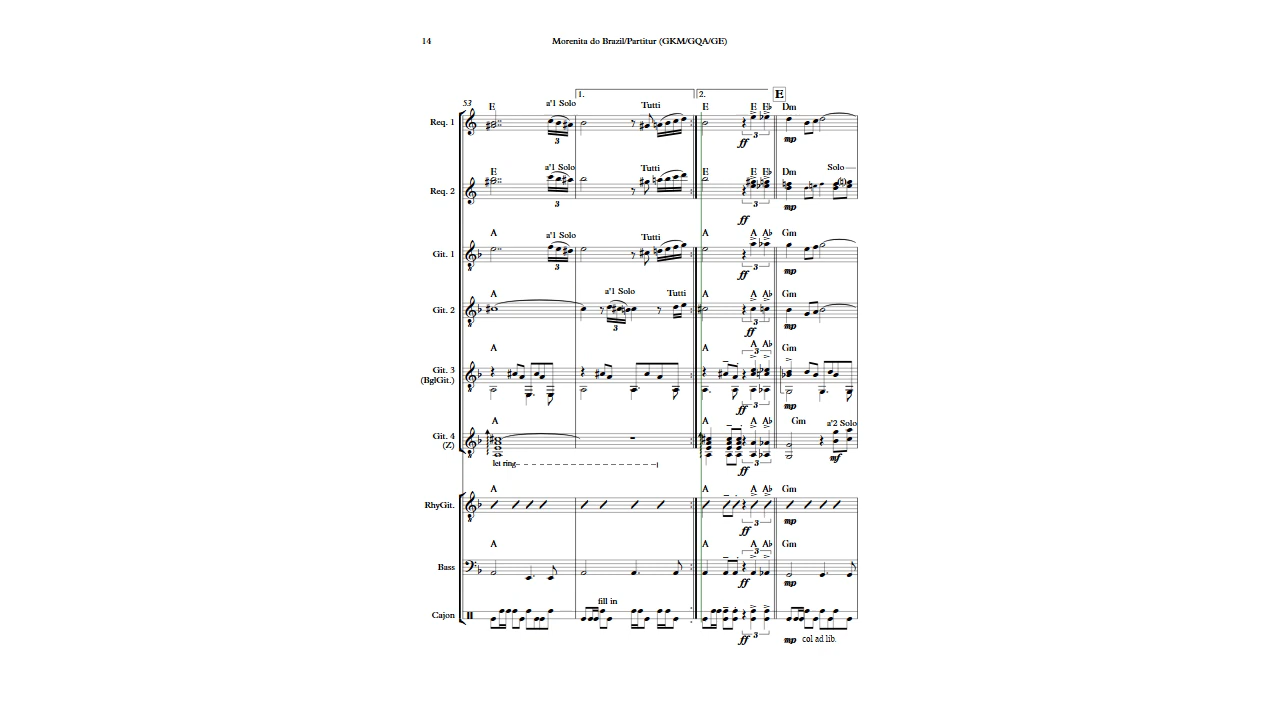 14 Morenita do Brazil/Partitur (GKM/GQA/GE)
1. 2. E
53 E a'1 Solo Tutti E E E♭ Dm
Req. 1
3 3
ff mp
E a'1 Solo Tutti E E E♭ Dm Solo
Req. 2
3 3
ff mp
A a'1 Solo Tutti A A A♭ Gm
Git. 1
3 3
ff mp
A a'1 Solo Tutti A A A♭ Gm
Git. 2
3 3
ff mp
A A A A♭ Gm
3
Git. 3
(BglGit.)
3
ff mp
A A A A♭ Gm a'2 Solo
Git. 4
(Z)
let ring 3 mf
ff
A A A A♭ Gm
RhyGit.
3 mp
ff
A A A A♭ Gm
3
Bass
ff mp
fill in
Cajon
3
ff mp col ad lib.